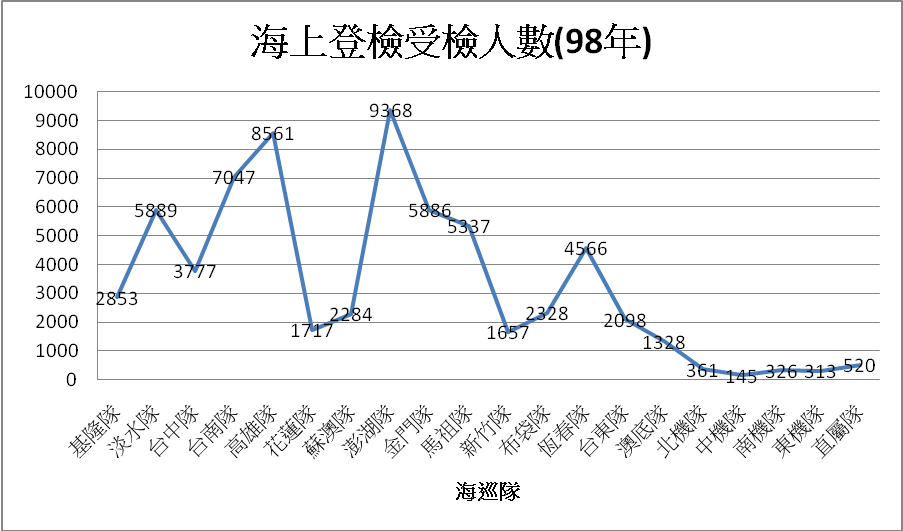 海上登檢受檢人數(98年)
10000
9000
8000
7000
6000
5000
4000
3000
2000
1000
0
2853
5889
3777
7047
8561
1717
2284
9368
5886
5337
1657
2328
4566
2098
1328
361
145
326
313
520
基隆隊
淡水隊
台中隊
台南隊
高雄隊
花蓮隊
蘇澳隊
澎湖隊
金門隊
馬祖隊
新竹隊
布袋隊
恆春隊
台東隊
澳底隊
北機隊
中機隊
南機隊
東機隊
直屬隊
海巡隊